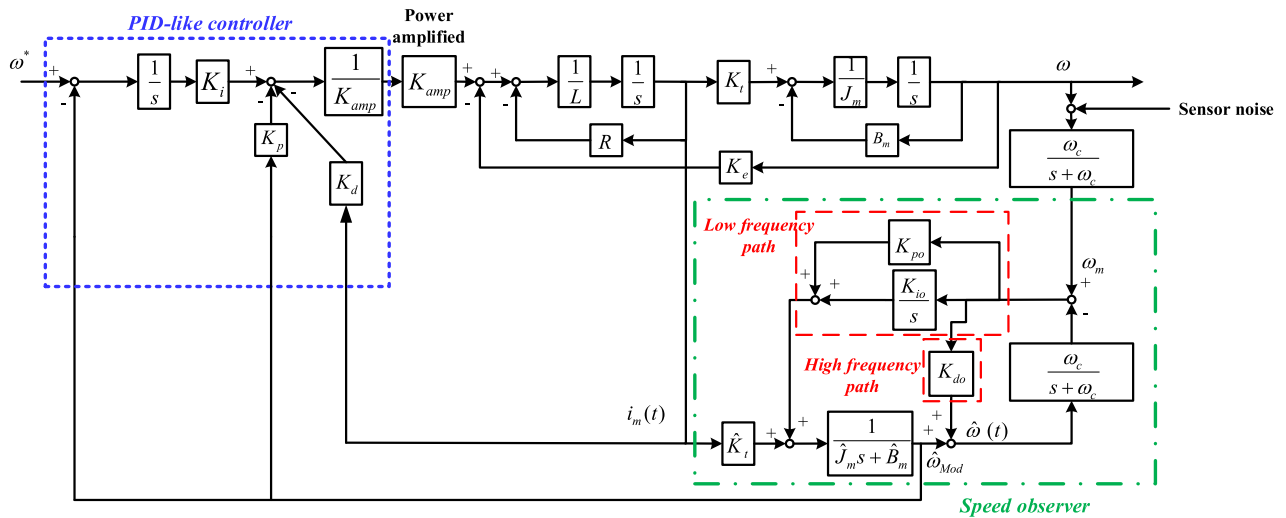 PID-like controller
Power
amplified
ω*
+
-
1
s
K_i
+
-
-
1
K_amp
K_amp
+
-
+
-
1
L
1
s
K_t
+
-
1
J_m
1
s
ω
Sensor noise
K_p
K_d
R
B_m
K_e
ω_c
s + ω_c
Low frequency
path
K_po
+
+
K_io
s
ω_m
+
-
High frequency
path
K_do
ω_c
s + ω_c
i_m(t)
K̂_t
+
+
1
Ĵ_m s + B̂_m
+
+
ω̂ (t)
ω̂_Mod
Speed observer